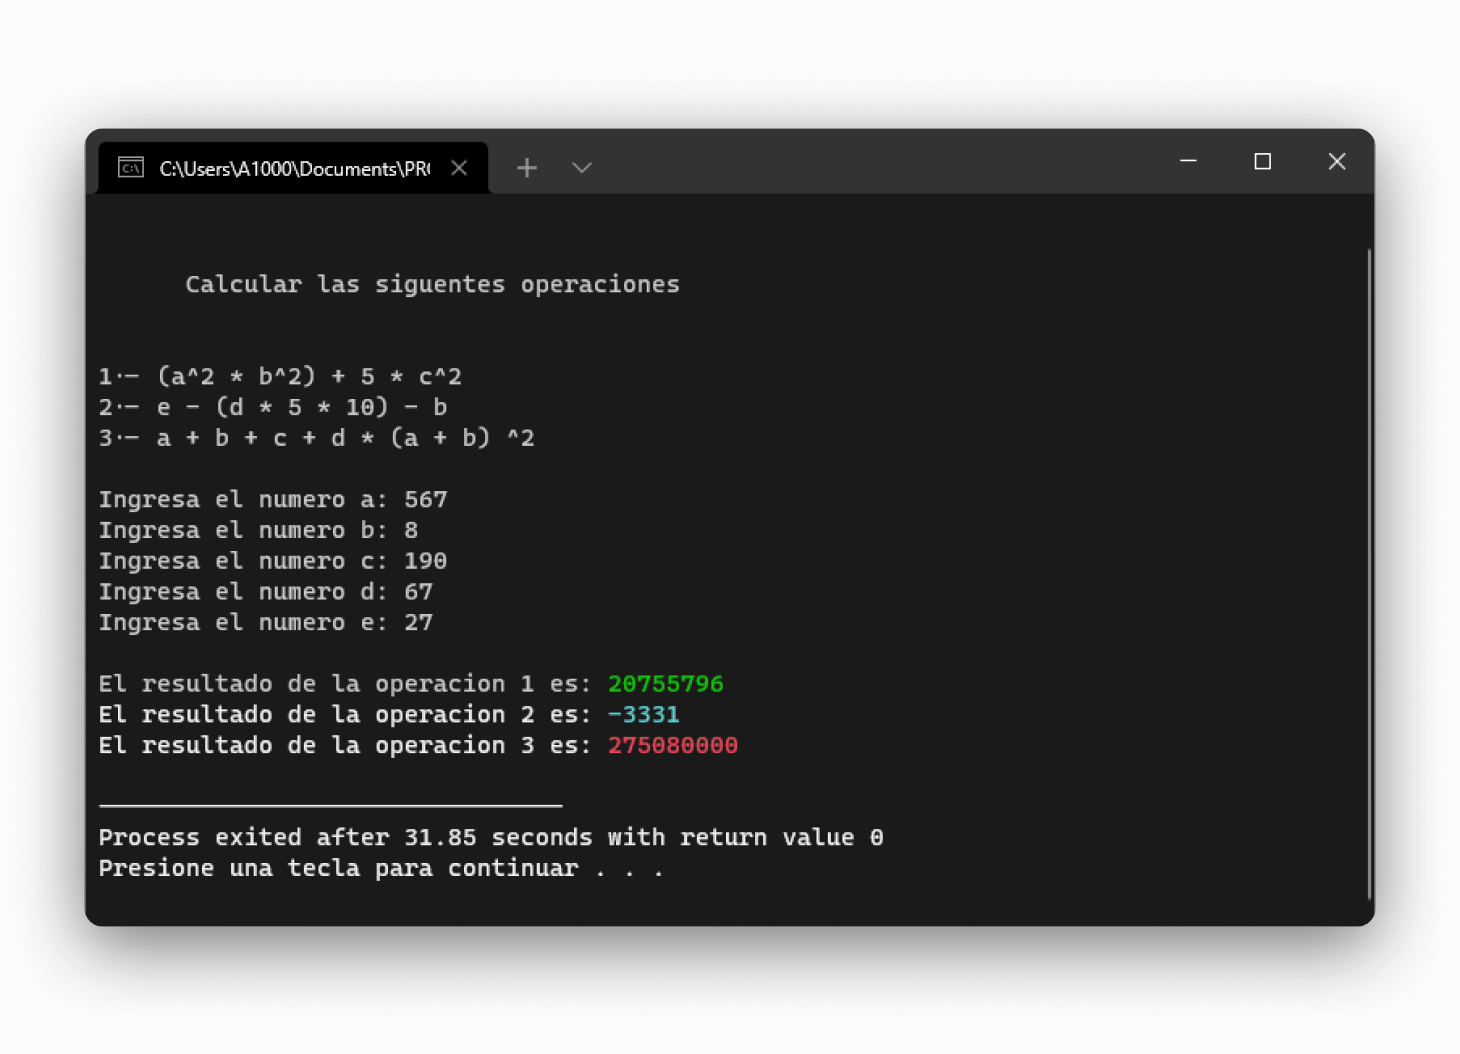 C:\Users\A1000\Documents\PR
Calcular las siguentes operaciones
1.- (a^2 * b^2) + 5 * c^2
2.- e - (d * 5 * 10) - b
3.- a + b + c + d * (a + b) ^2
Ingresa el numero a: 567
Ingresa el numero b: 8
Ingresa el numero c: 190
Ingresa el numero d: 67
Ingresa el numero e: 27
El resultado de la operacion 1 es: 20755796
El resultado de la operacion 2 es: -3331
El resultado de la operacion 3 es: 275080000
Process exited after 31.85 seconds with return value 0
Presione una tecla para continuar . . .